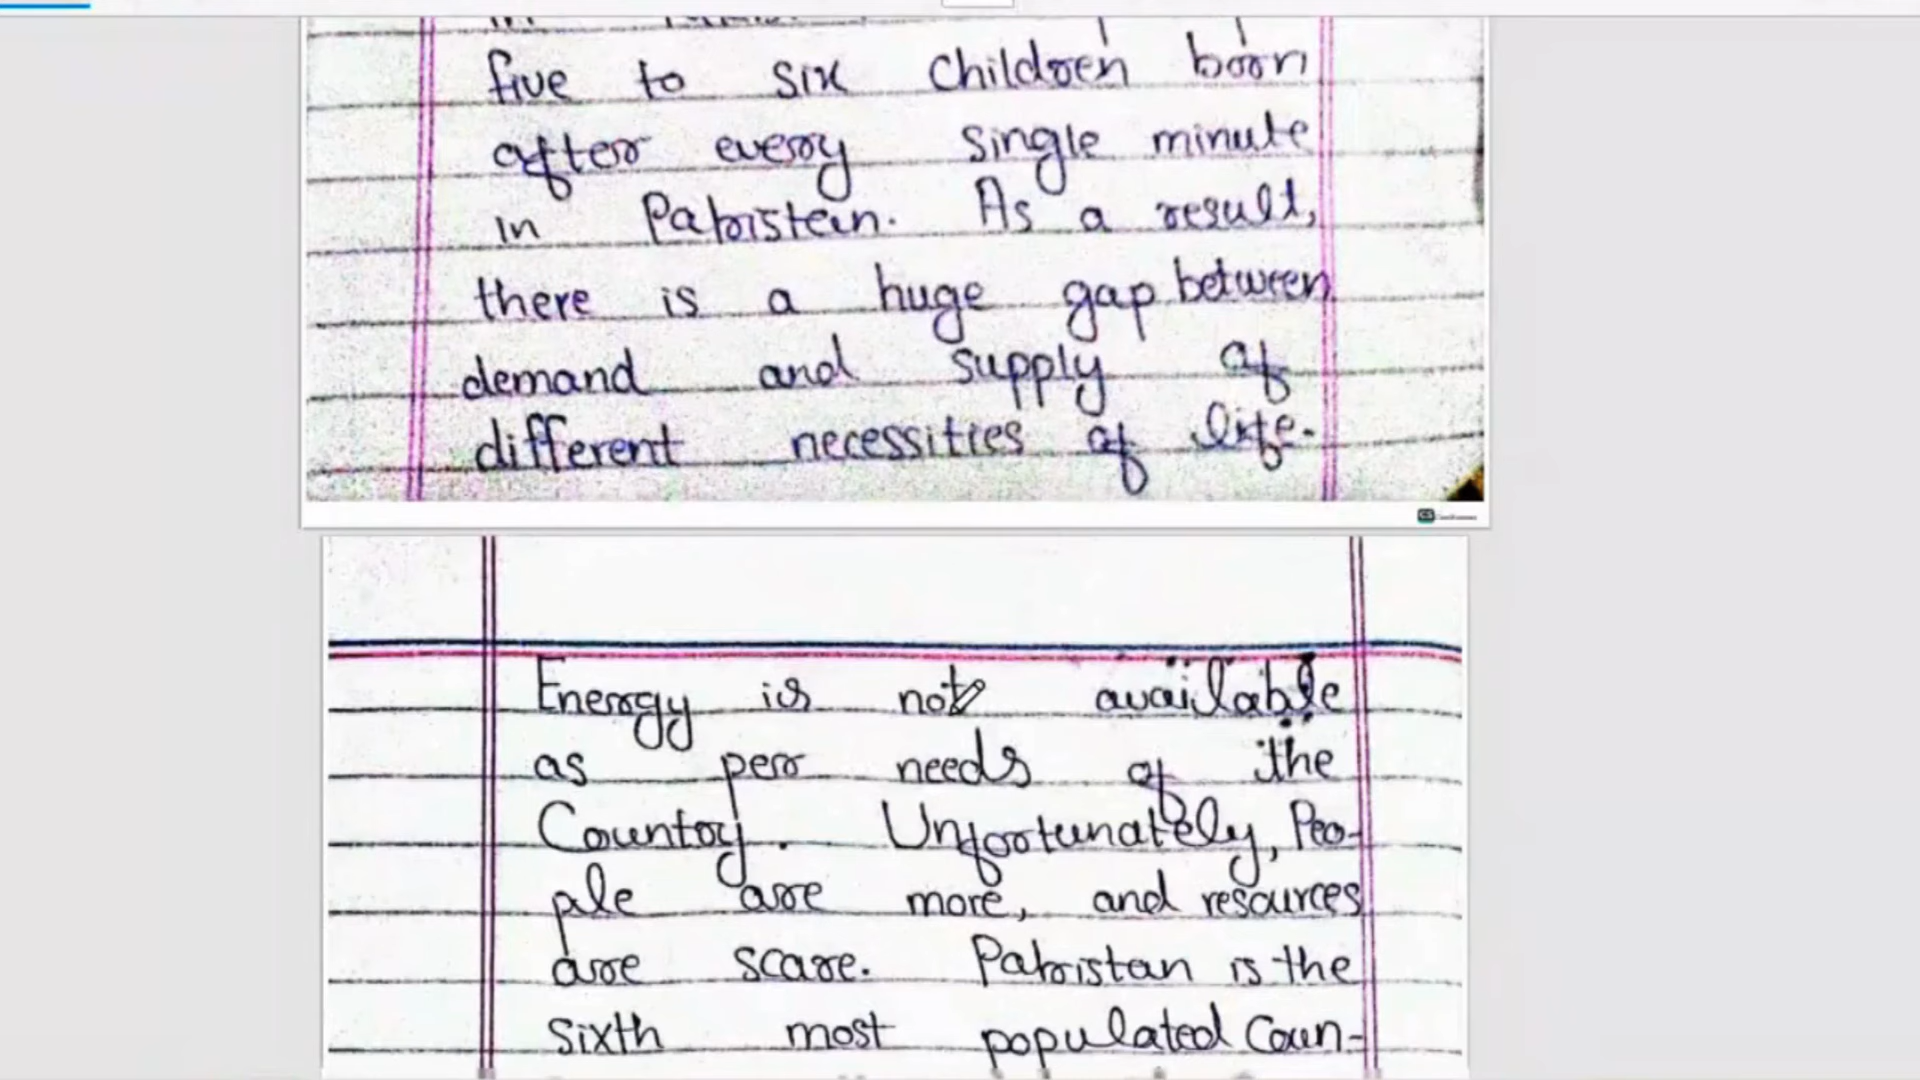 five to six Children born
after every single minute
in Pakistan. As a result,
there is a huge gap between
demand and supply of
different necessities of life.
Energy is not available
as per needs of the
Country. Unfortunately, Peo-
ple are more, and resources
are scare. Pakistan is the
sixth most populated Coun-